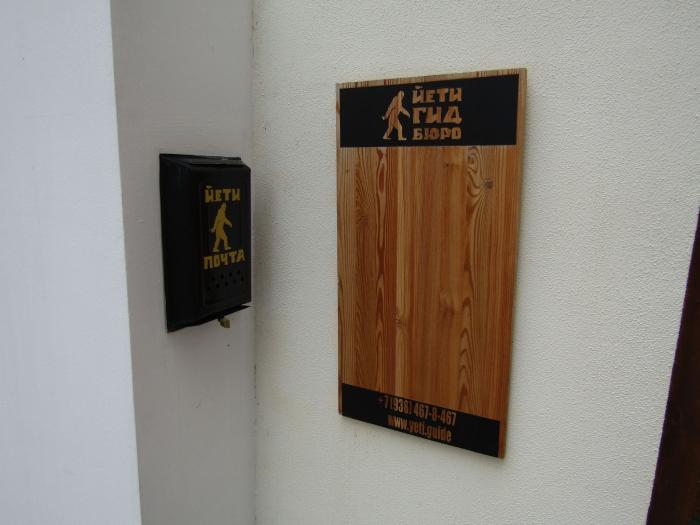 ЙЕТИ
ПОЧТА
ЙЕТИ
ГИД
БЮРО
+7(938) 467-8-467
www.yeti.guide